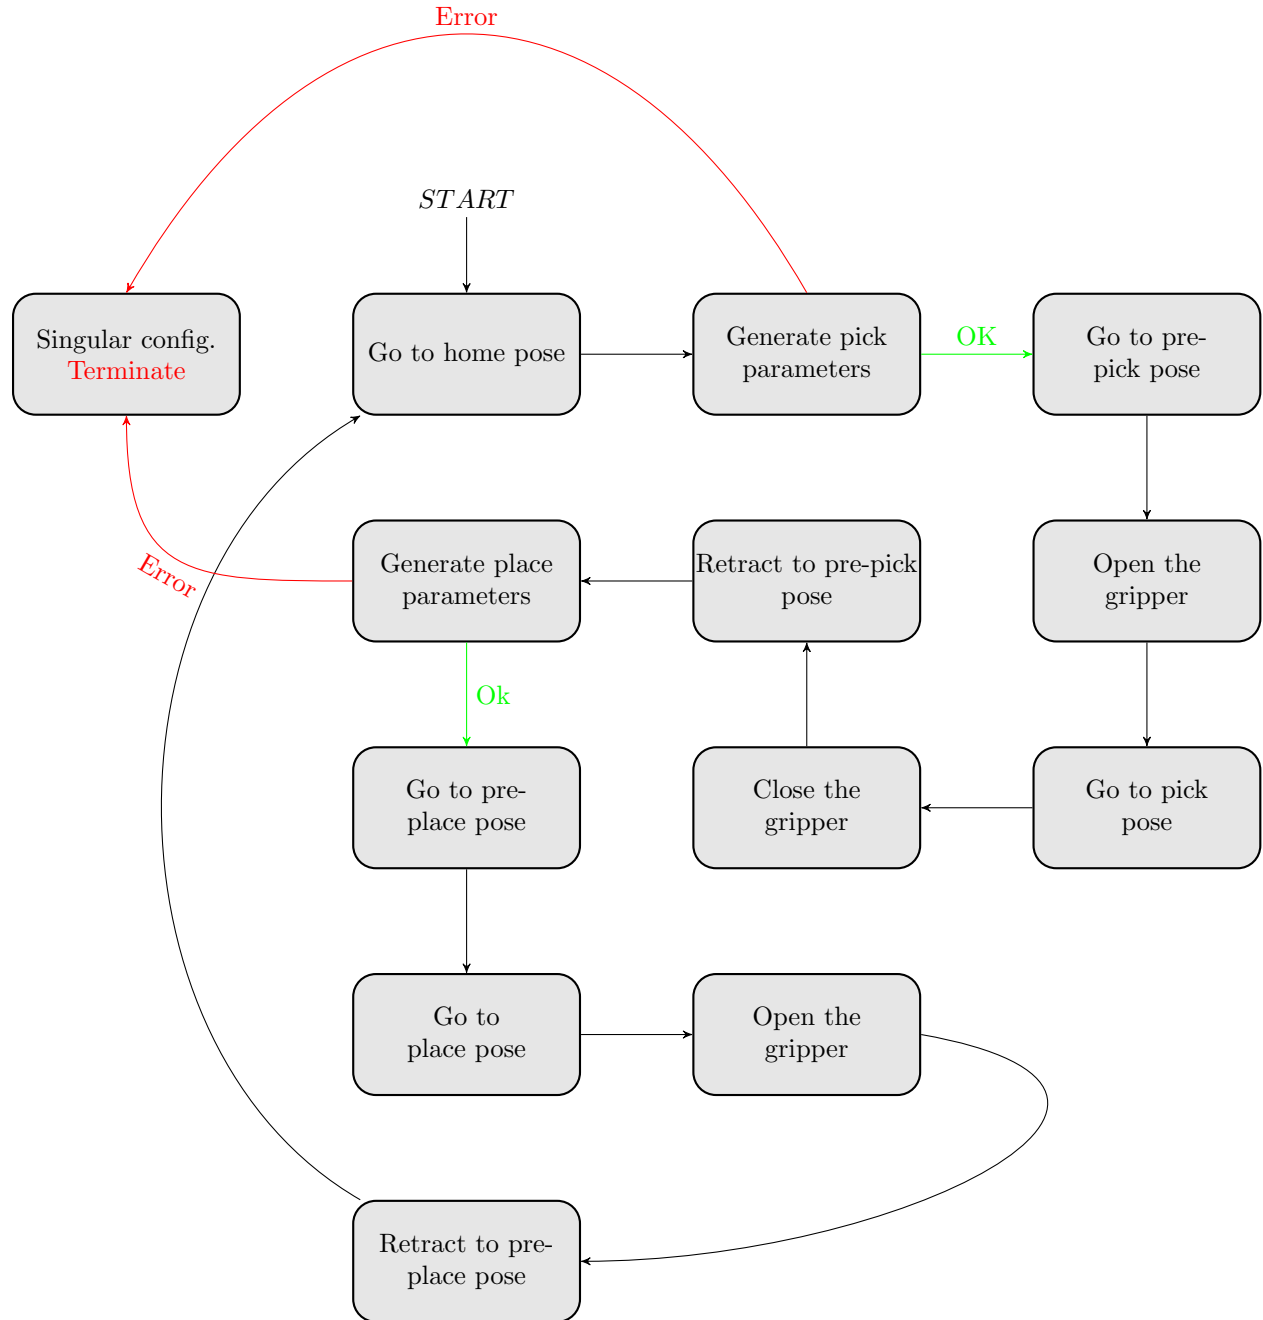 Error
START
Singular config.
Terminate
Go to home pose
Generate pick
parameters
OK
Go to pre-
pick pose
Error
Generate place
parameters
Retract to pre-pick
pose
Open the
gripper
Ok
Go to pre-
place pose
Close the
gripper
Go to pick
pose
Go to
place pose
Open the
gripper
Retract to pre-
place pose